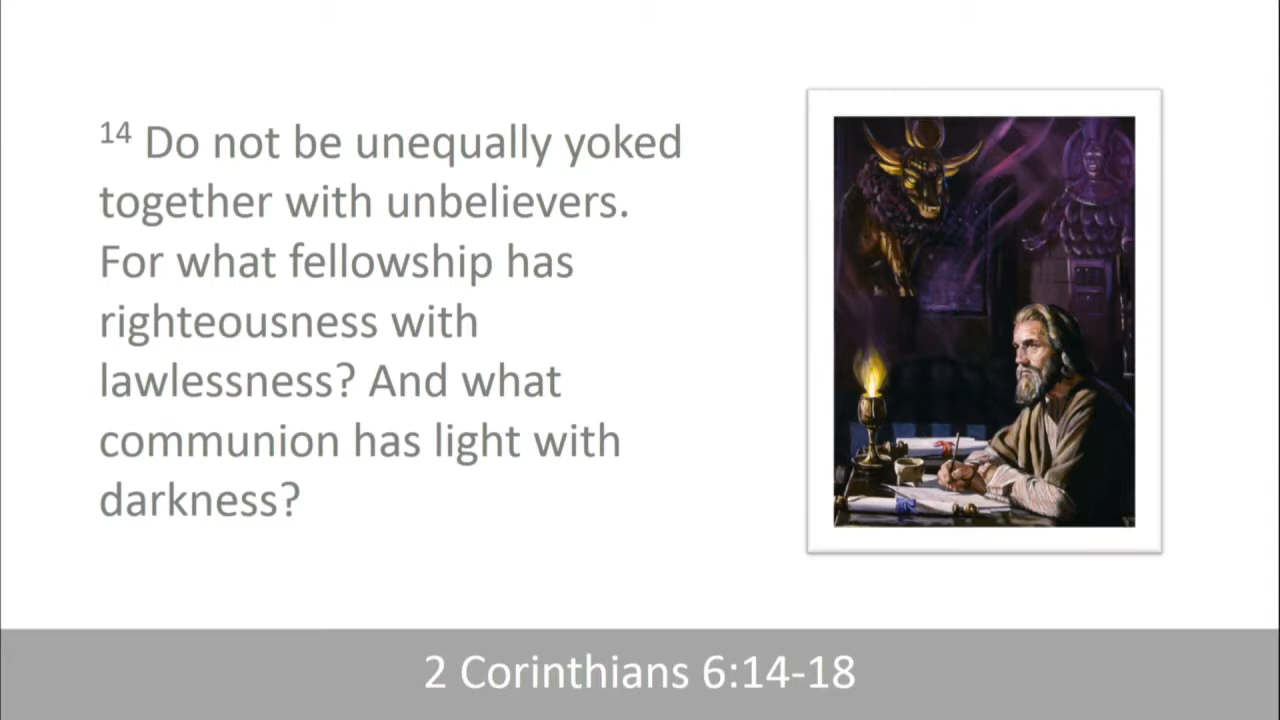 14 Do not be unequally yoked
together with unbelievers.
For what fellowship has
righteousness with
lawlessness? And what
communion has light with
darkness?
2 Corinthians 6:14-18